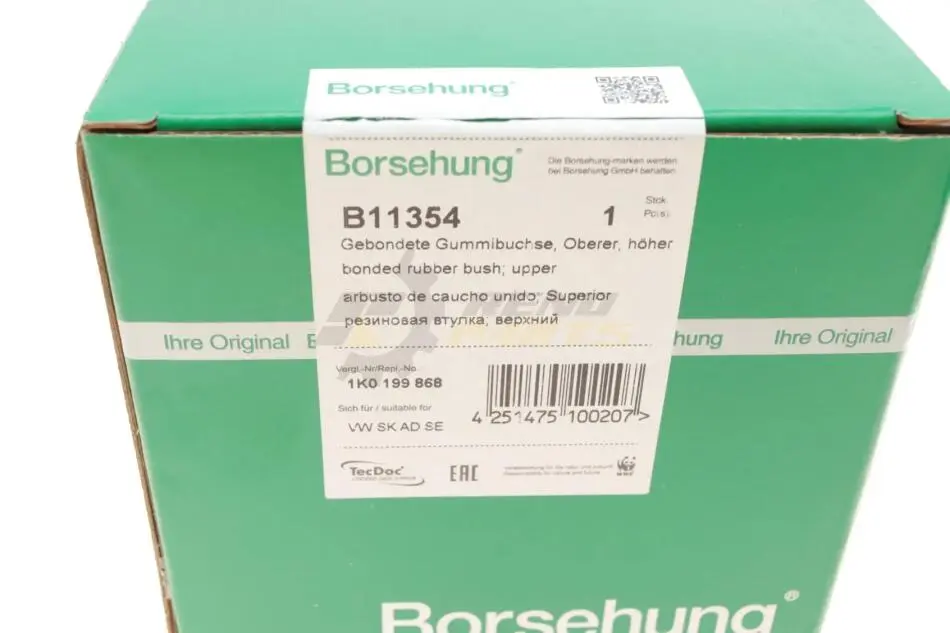 Borsehung®
Borsehung®
Die Borsehung-marken werden
bei Borsehung GmbH behalten.
B11354
1
Stck.
Pc(s)
Gebondete Gummibuchse, Oberer, höher
bonded rubber bush; upper
arbusto de caucho unido; Superior
резиновая втулка; верхний
Ihre Original
hung
Ihre Original
Vergl.-Nr/Repl.-No.
1K0 199 868
Sich für / suitable for
VW SK AD SE
4 251475 100207>
TecDoc®
EAC
WWF
Borsehung®